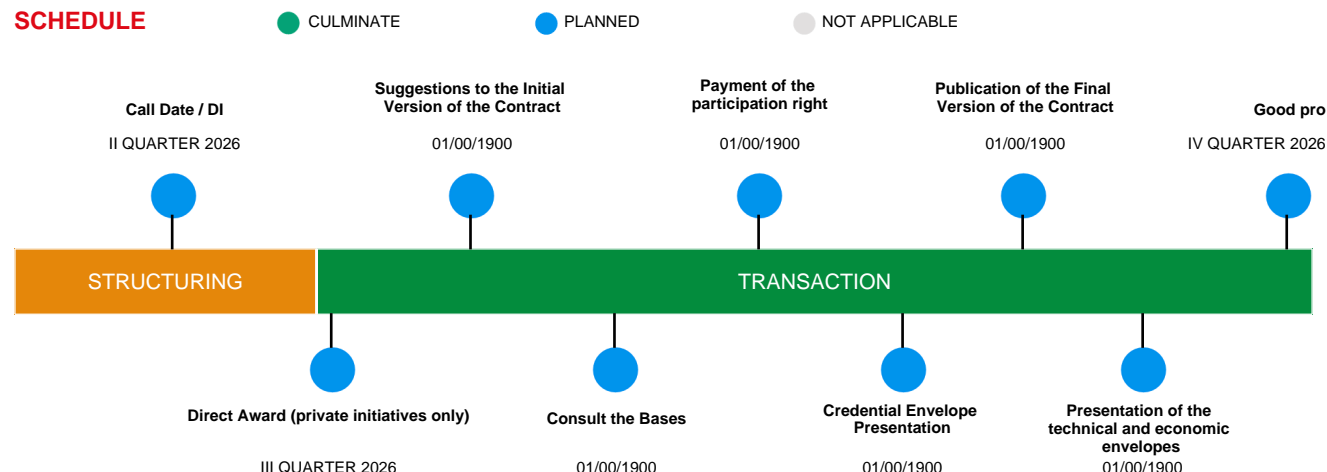 SCHEDULE
CULMINATE
PLANNED
NOT APPLICABLE
Call Date / DI
II QUARTER 2026
Suggestions to the Initial
Version of the Contract
01/00/1900
Payment of the
participation right
01/00/1900
Publication of the Final
Version of the Contract
01/00/1900
Good pro
IV QUARTER 2026
STRUCTURING
TRANSACTION
Direct Award (private initiatives only)
III QUARTER 2026
Consult the Bases
01/00/1900
Credential Envelope
Presentation
01/00/1900
Presentation of the
technical and economic
envelopes
01/00/1900